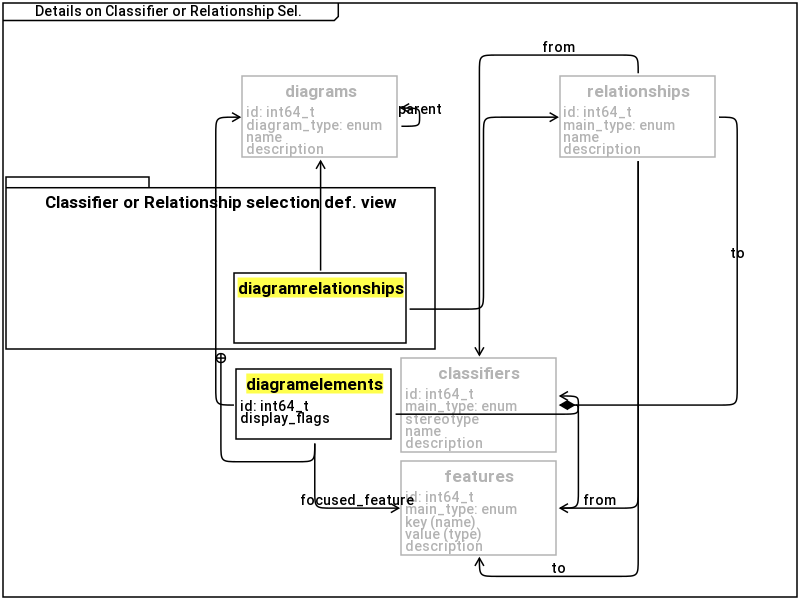 Details on Classifier or Relationship Sel.
from
diagrams
id: int64_t
diagram_type: enum
name
description
parent
relationships
id: int64_t
main_type: enum
name
description
Classifier or Relationship selection def. view
to
diagramrelationships
diagramelements
id: int64_t
display_flags
classifiers
id: int64_t
main_type: enum
stereotype
name
description
features
id: int64_t
main_type: enum
key (name)
value (type)
description
focused_feature
from
to